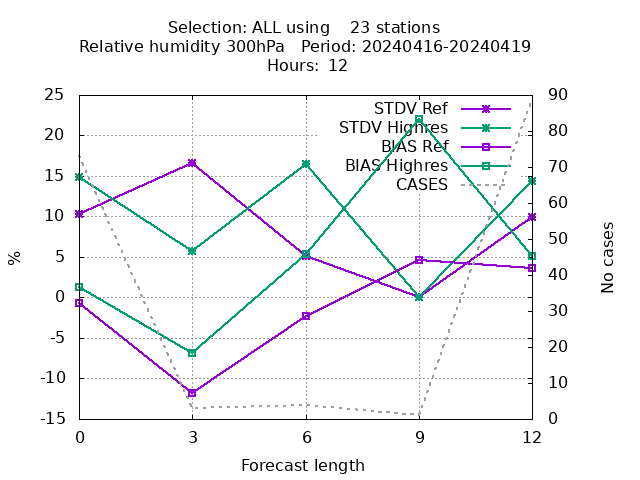 Selection: ALL using    23 stations
Relative humidity 300hPa   Period: 20240416-20240419
Hours: 12
STDV Ref
STDV Highres
BIAS Ref
BIAS Highres
CASES
25
20
15
10
5
0
-5
-10
-15
%
90
80
70
60
50
40
30
20
10
0
No cases
0 3 6 9 12
Forecast length